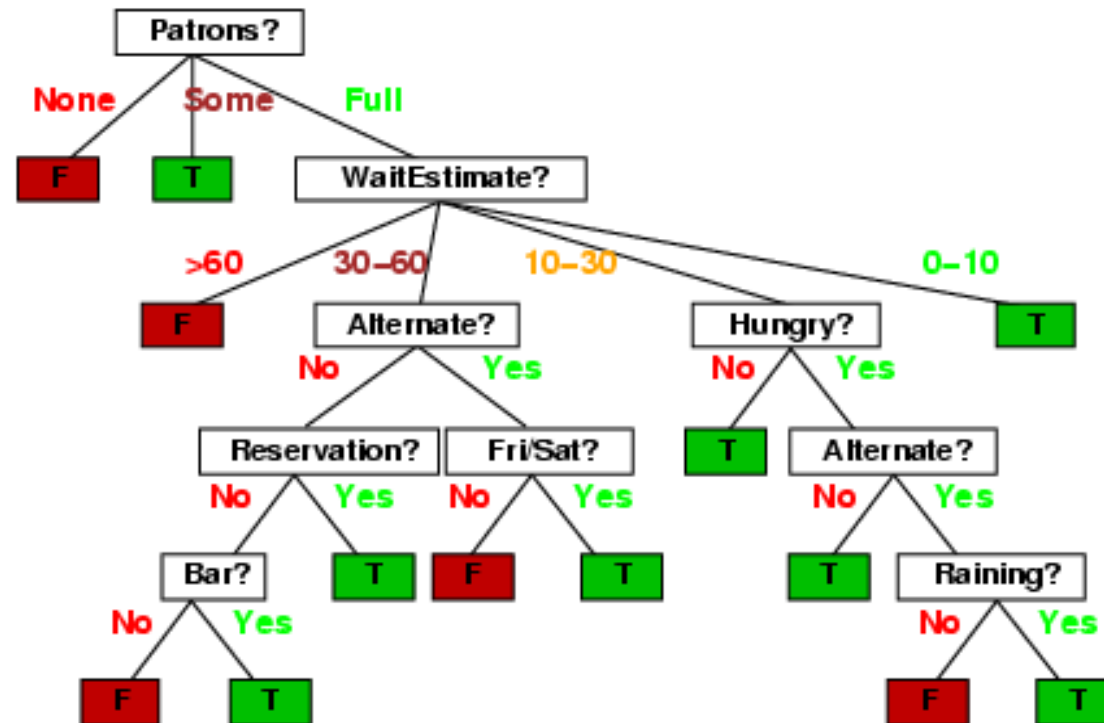 Patrons?
None Some Full
F T WaitEstimate?
>60 30–60 10–30 0–10
F Alternate? Hungry? T
No Yes No Yes
Reservation? Fri/Sat? T Alternate?
No Yes No Yes No Yes
Bar? T F T T Raining?
No Yes No Yes
F T F T